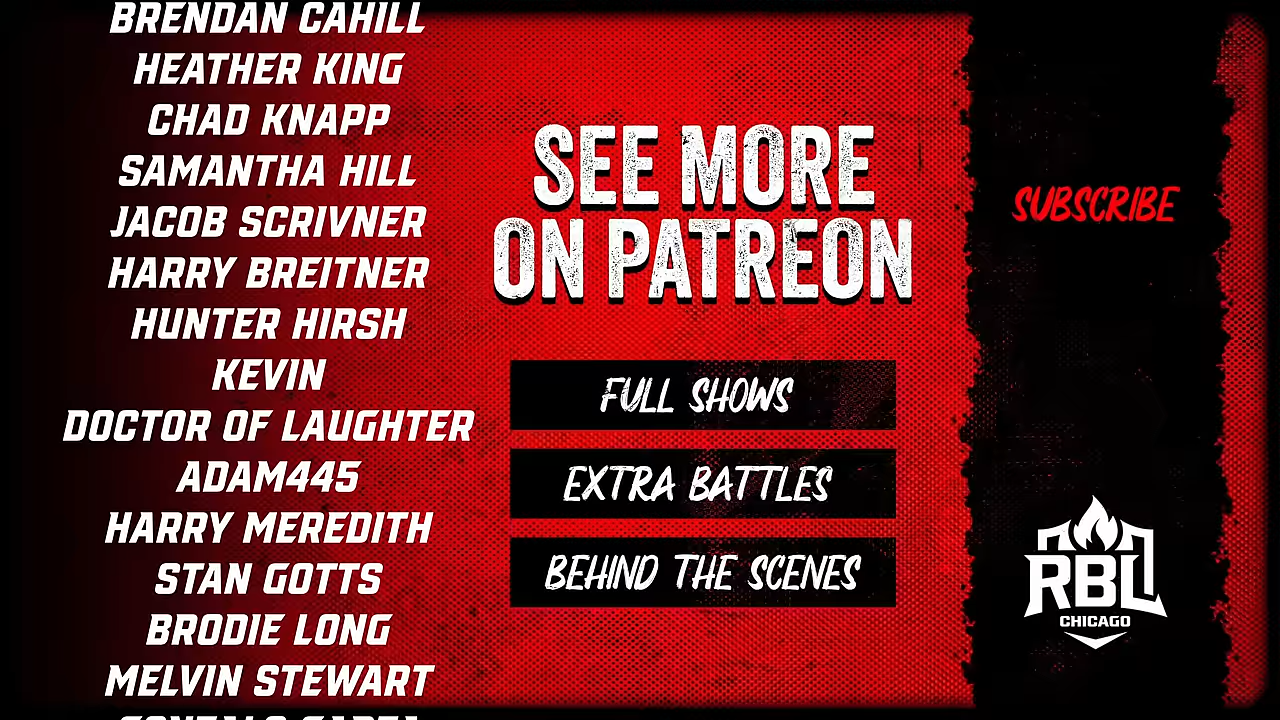 BRENDAN CAHILL
HEATHER KING
CHAD KNAPP
SAMANTHA HILL
JACOB SCRIVNER
HARRY BREITNER
HUNTER HIRSH
KEVIN
DOCTOR OF LAUGHTER
ADAM445
HARRY MEREDITH
STAN GOTTS
BRODIE LONG
MELVIN STEWART
SEE MORE
ON PATREON
FULL SHOWS
EXTRA BATTLES
BEHIND THE SCENES
SUBSCRIBE
RBL
CHICAGO